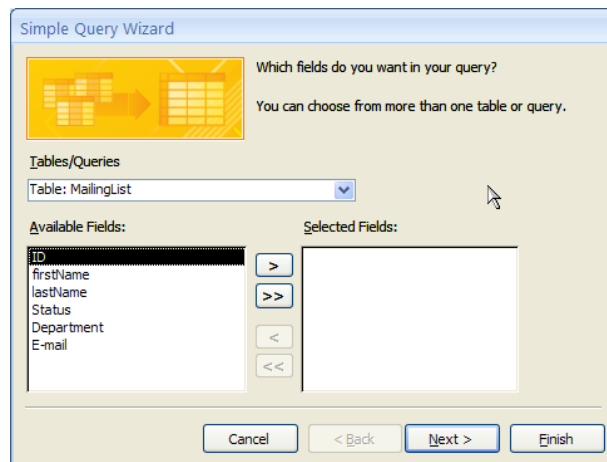 Simple Query Wizard
Which fields do you want in your query?
You can choose from more than one table or query.
Tables/Queries
Table: MailingList
Available Fields:
Selected Fields:
ID
firstName
lastName
Status
Department
E-mail
>
>>
<
<<
Cancel
< Back
Next >
Finish